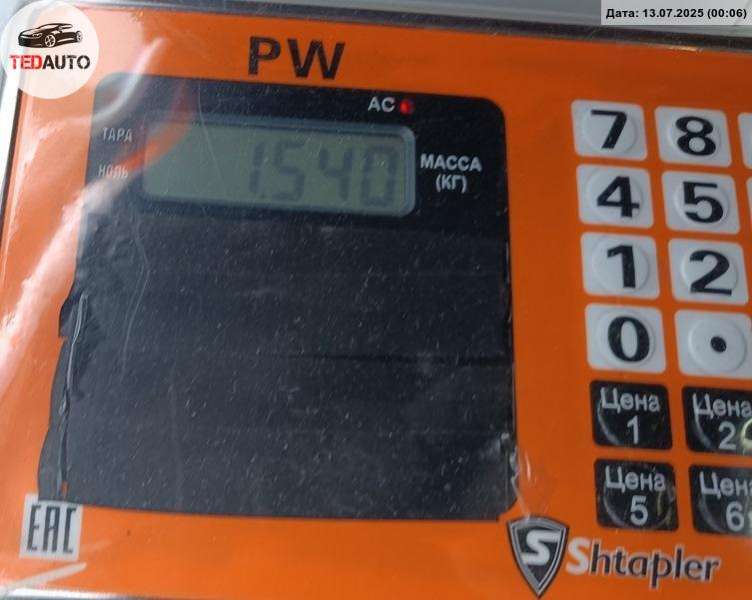 Дата: 13.07.2025 (00:06)
TEDAUTO
PW
AC
ТАРА
НОЛЬ
1.540
МАССА
(КГ)
7 8
4 5
1 2
0 .
Цена 1
Цена 2
Цена 5
Цена 6
EAC
S Shtapler